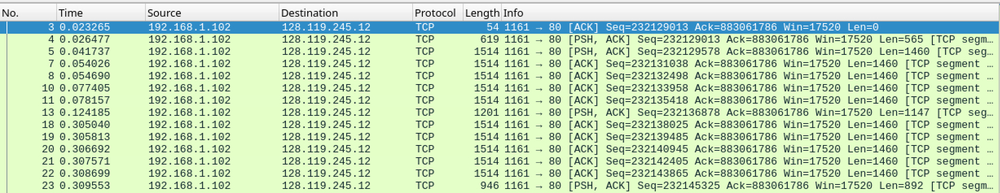 No. Time Source Destination Protocol Length Info
3 0.023265 192.168.1.102 128.119.245.12 TCP 54 1161 → 80 [ACK] Seq=232129013 Ack=883061786 Win=17520 Len=0
4 0.026477 192.168.1.102 128.119.245.12 TCP 619 1161 → 80 [PSH, ACK] Seq=232129013 Ack=883061786 Win=17520 Len=565 [TCP segm…
5 0.041737 192.168.1.102 128.119.245.12 TCP 1514 1161 → 80 [PSH, ACK] Seq=232129578 Ack=883061786 Win=17520 Len=1460 [TCP seg…
7 0.054026 192.168.1.102 128.119.245.12 TCP 1514 1161 → 80 [ACK] Seq=232131038 Ack=883061786 Win=17520 Len=1460 [TCP segment …
8 0.054690 192.168.1.102 128.119.245.12 TCP 1514 1161 → 80 [ACK] Seq=232132498 Ack=883061786 Win=17520 Len=1460 [TCP segment …
10 0.077405 192.168.1.102 128.119.245.12 TCP 1514 1161 → 80 [ACK] Seq=232133958 Ack=883061786 Win=17520 Len=1460 [TCP segment …
11 0.078157 192.168.1.102 128.119.245.12 TCP 1514 1161 → 80 [ACK] Seq=232135418 Ack=883061786 Win=17520 Len=1460 [TCP segment …
13 0.124185 192.168.1.102 128.119.245.12 TCP 1201 1161 → 80 [PSH, ACK] Seq=232136878 Ack=883061786 Win=17520 Len=1147 [TCP seg…
18 0.305040 192.168.1.102 128.119.245.12 TCP 1514 1161 → 80 [ACK] Seq=232138025 Ack=883061786 Win=17520 Len=1460 [TCP segment …
19 0.305813 192.168.1.102 128.119.245.12 TCP 1514 1161 → 80 [ACK] Seq=232139485 Ack=883061786 Win=17520 Len=1460 [TCP segment …
20 0.306692 192.168.1.102 128.119.245.12 TCP 1514 1161 → 80 [ACK] Seq=232140945 Ack=883061786 Win=17520 Len=1460 [TCP segment …
21 0.307571 192.168.1.102 128.119.245.12 TCP 1514 1161 → 80 [ACK] Seq=232142405 Ack=883061786 Win=17520 Len=1460 [TCP segment …
22 0.308699 192.168.1.102 128.119.245.12 TCP 1514 1161 → 80 [ACK] Seq=232143865 Ack=883061786 Win=17520 Len=1460 [TCP segment …
23 0.309553 192.168.1.102 128.119.245.12 TCP 946 1161 → 80 [PSH, ACK] Seq=232145325 Ack=883061786 Win=17520 Len=892 [TCP segm…